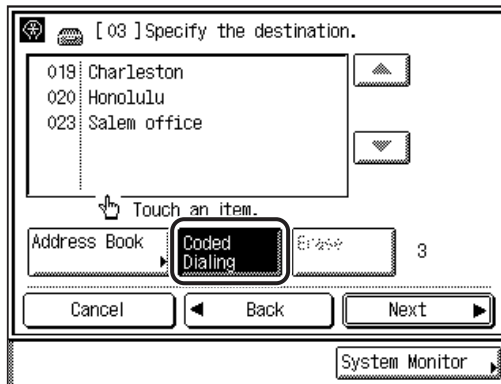 [ 03 ]Specify the destination.
019 Charleston
020 Honolulu
023 Salem office
Touch an item.
Address Book
Coded
Dialing
Erase
3
Cancel
Back
Next
System Monitor